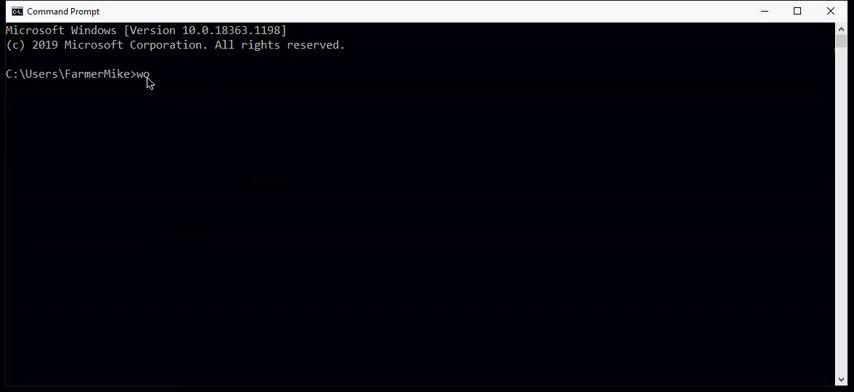 Command Prompt
Microsoft Windows [Version 10.0.18363.1198]
(c) 2019 Microsoft Corporation. All rights reserved.
C:\Users\FarmerMike>wo